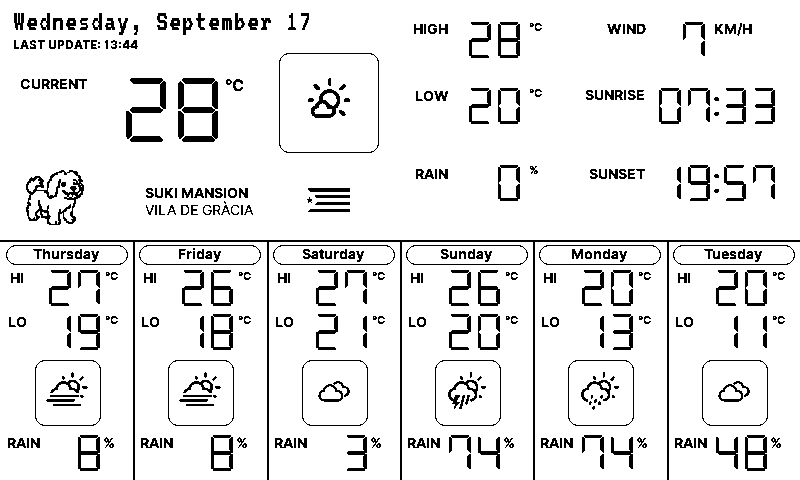 Wednesday, September 17
LAST UPDATE: 13:44
CURRENT 28 °C
HIGH 28 °C
LOW 20 °C
RAIN 0 %
WIND 7 KM/H
SUNRISE 07:33
SUNSET 19:57
SUKI MANSION
VILA DE GRÀCIA
Thursday
HI 27 °C
LO 19 °C
RAIN 8 %
Friday
HI 26 °C
LO 18 °C
RAIN 8 %
Saturday
HI 27 °C
LO 21 °C
RAIN 3 %
Sunday
HI 26 °C
LO 20 °C
RAIN 74 %
Monday
HI 20 °C
LO 13 °C
RAIN 74 %
Tuesday
HI 20 °C
LO 11 °C
RAIN 48 %